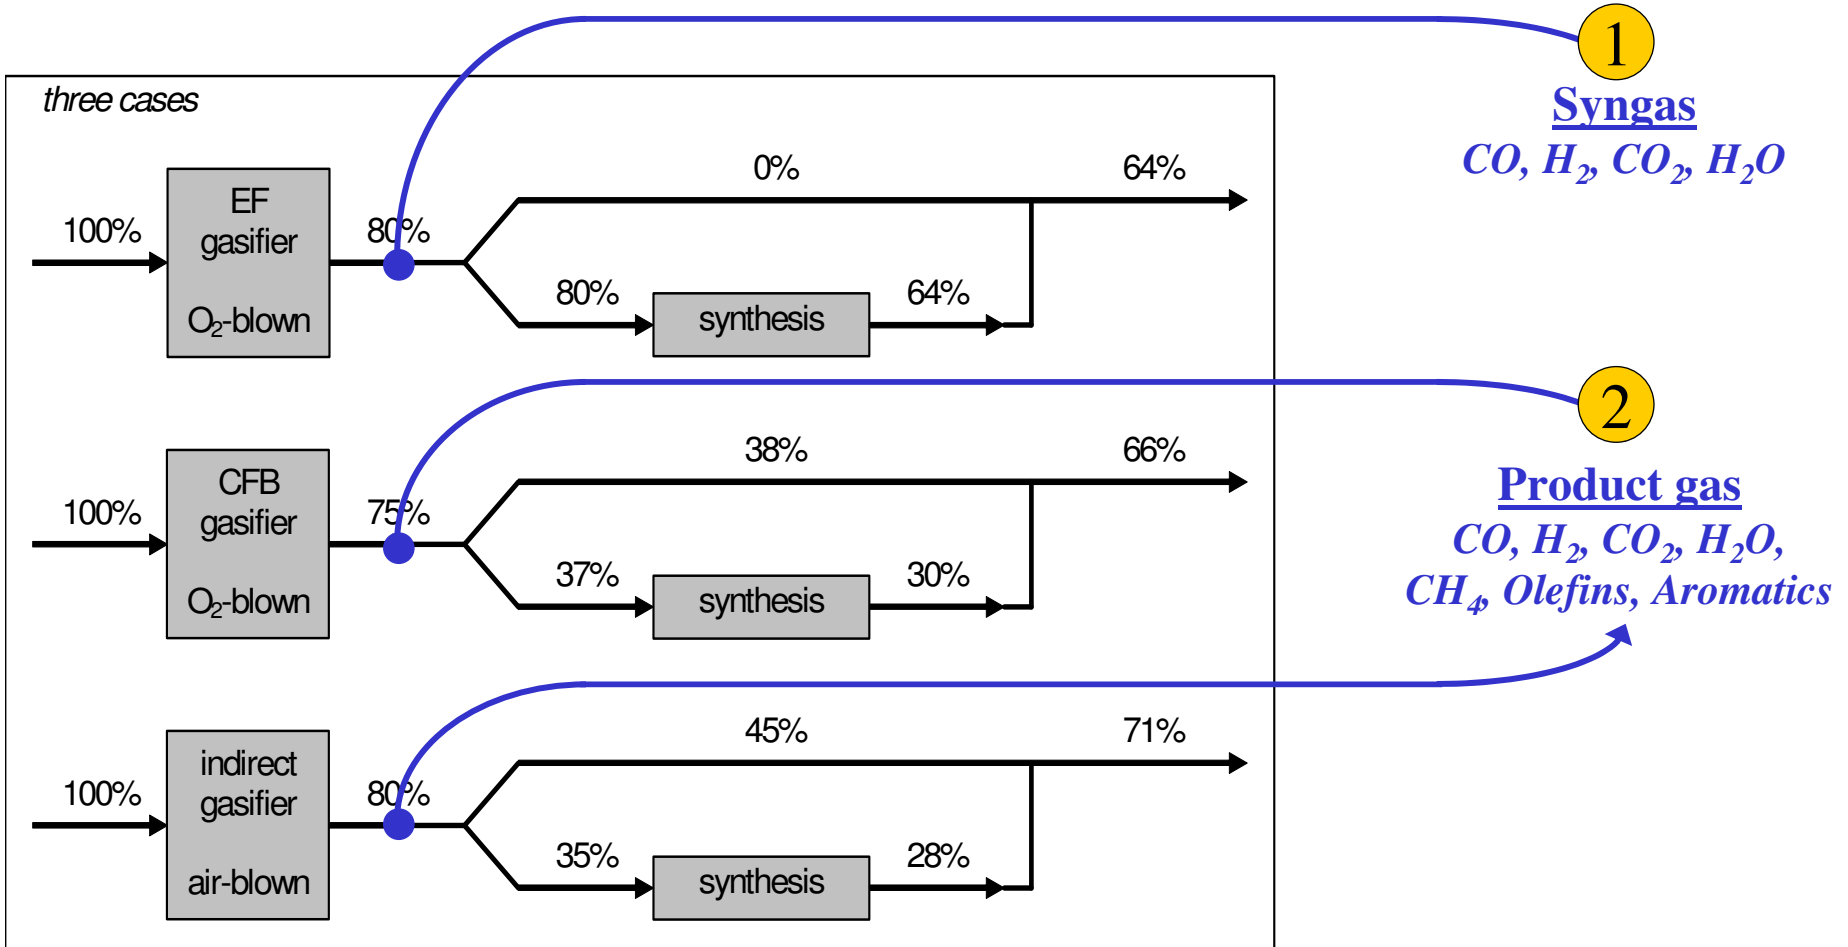 1
Syngas
CO, H2, CO2, H2O
three cases
0%
64%
EF
gasifier
O2-blown
100%
80%
80%
synthesis
64%
2
Product gas
CO, H2, CO2, H2O,
CH4, Olefins, Aromatics
38%
66%
CFB
gasifier
O2-blown
100%
75%
37%
synthesis
30%
45%
71%
indirect
gasifier
air-blown
100%
80%
35%
synthesis
28%